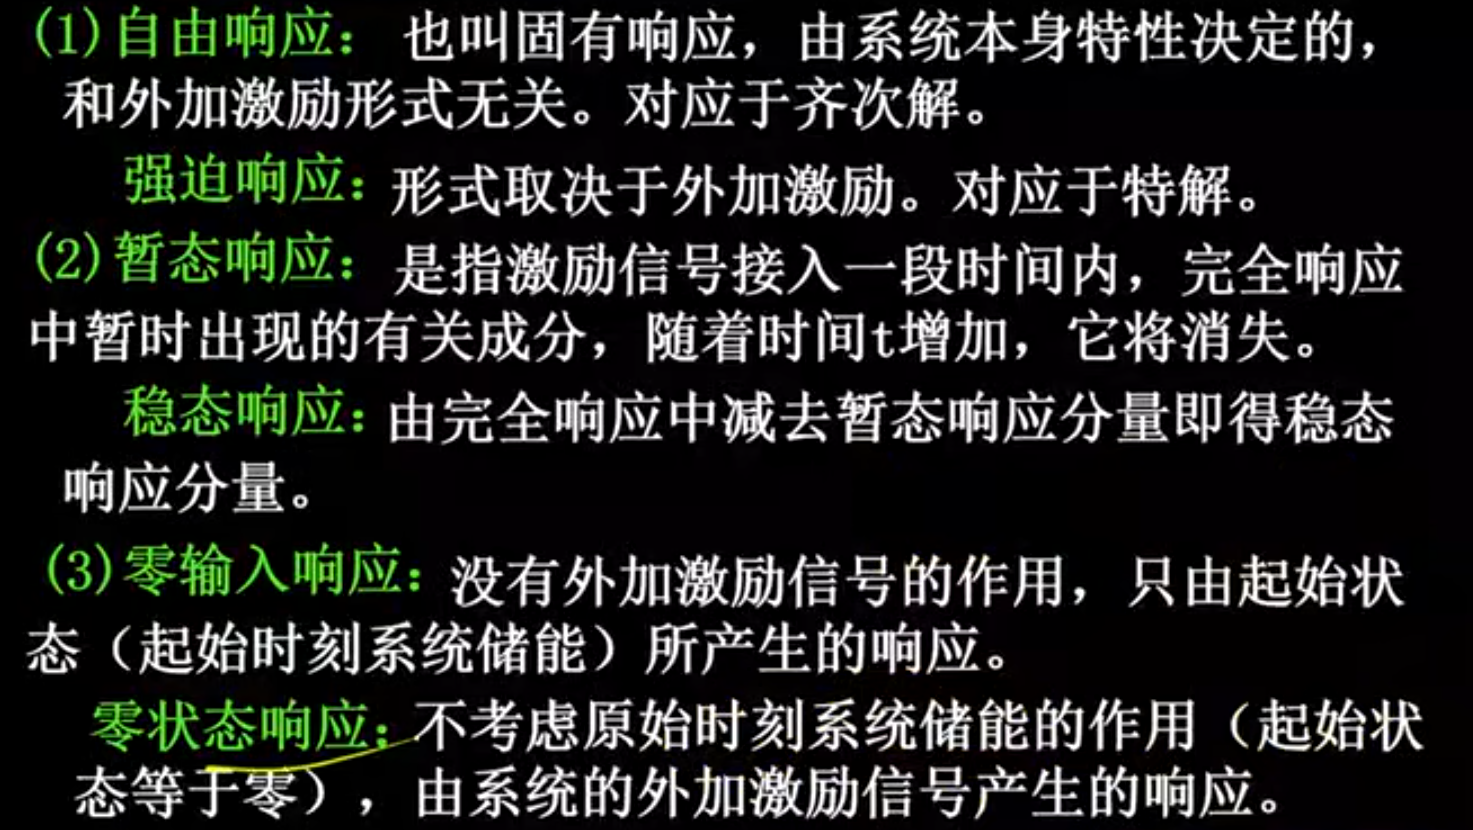 (1)自由响应: 也叫固有响应，由系统本身特性决定的，
和外加激励形式无关。对应于齐次解。
强迫响应:形式取决于外加激励。对应于特解。
(2)暂态响应: 是指激励信号接入一段时间内，完全响应
中暂时出现的有关成分，随着时间t增加，它将消失。
稳态响应:由完全响应中减去暂态响应分量即得稳态
响应分量。
(3)零输入响应: 没有外加激励信号的作用，只由起始状
态（起始时刻系统储能）所产生的响应。
零状态响应:不考虑原始时刻系统储能的作用（起始状
态等于零），由系统的外加激励信号产生的响应。